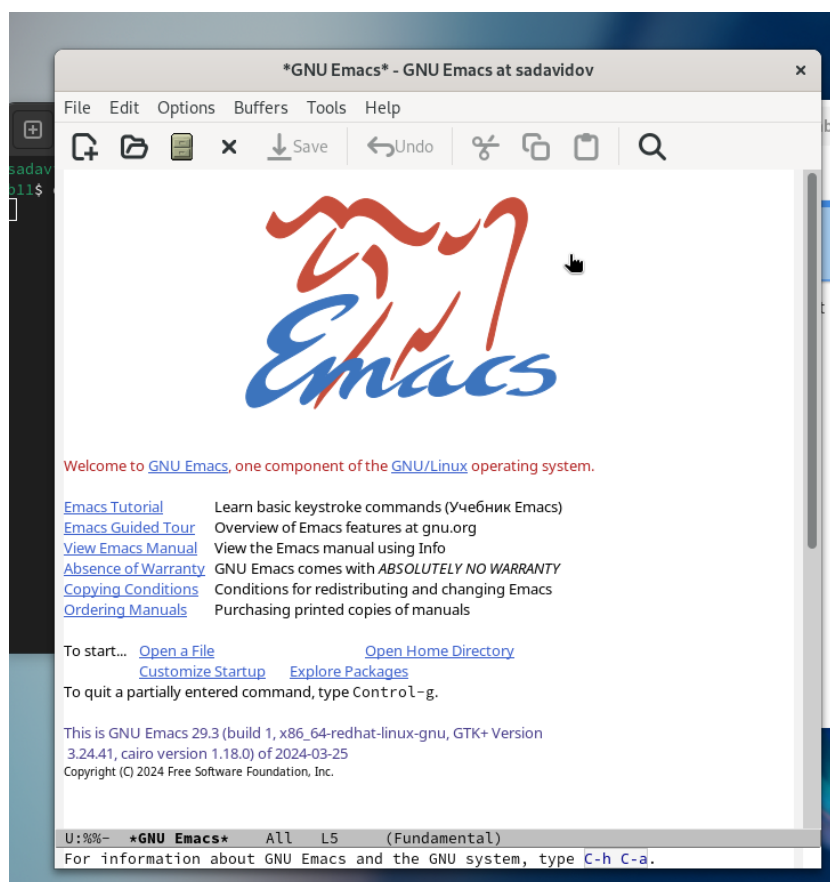 *GNU Emacs* - GNU Emacs at sadavidov
File Edit Options Buffers Tools Help
Save Undo
sadav
o11$
Emacs
Welcome to GNU Emacs, one component of the GNU/Linux operating system.
Emacs Tutorial Learn basic keystroke commands (Учебник Emacs)
Emacs Guided Tour Overview of Emacs features at gnu.org
View Emacs Manual View the Emacs manual using Info
Absence of Warranty GNU Emacs comes with ABSOLUTELY NO WARRANTY
Copying Conditions Conditions for redistributing and changing Emacs
Ordering Manuals Purchasing printed copies of manuals
To start... Open a File Open Home Directory
Customize Startup Explore Packages
To quit a partially entered command, type Control-g.
This is GNU Emacs 29.3 (build 1, x86_64-redhat-linux-gnu, GTK+ Version
3.24.41, cairo version 1.18.0) of 2024-03-25
Copyright (C) 2024 Free Software Foundation, Inc.
U:%%- *GNU Emacs* All L5 (Fundamental)
For information about GNU Emacs and the GNU system, type C-h C-a.